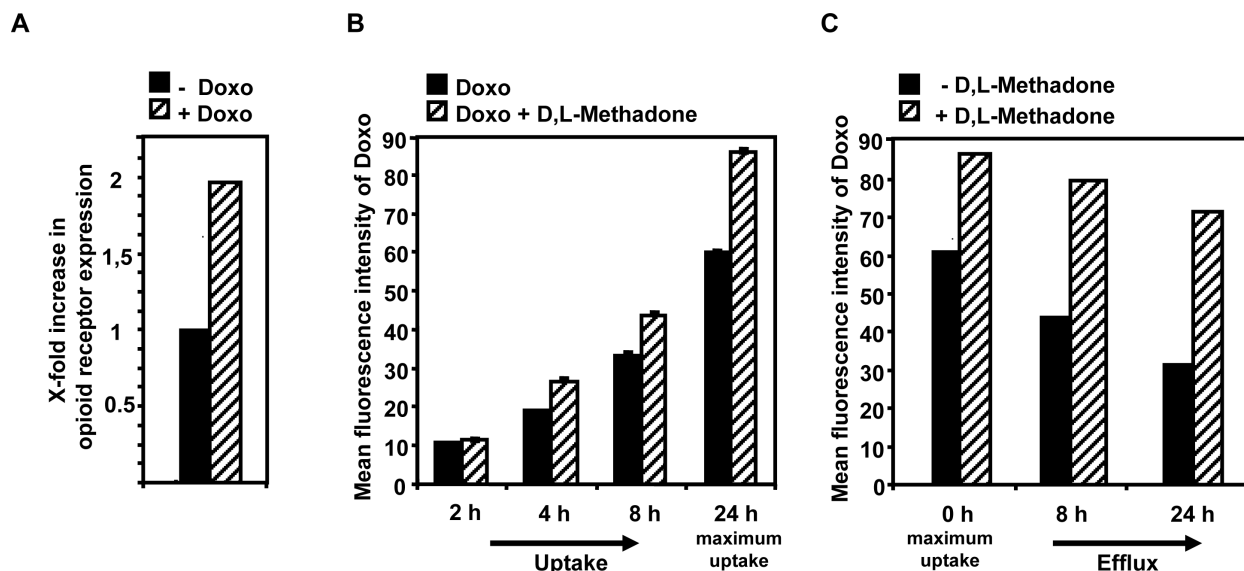 A
- Doxo
+ Doxo
X-fold increase in
opioid receptor expression
2
1,5
1
0.5
B
Doxo
Doxo + D,L-Methadone
Mean fluorescence intensity of Doxo
90
80
70
60
50
40
30
20
10
0
2 h 4 h 8 h 24 h
maximum
uptake
Uptake
C
- D,L-Methadone
+ D,L-Methadone
Mean fluorescence intensity of Doxo
90
80
70
60
50
40
30
20
10
0
0 h 8 h 24 h
maximum
uptake
Efflux